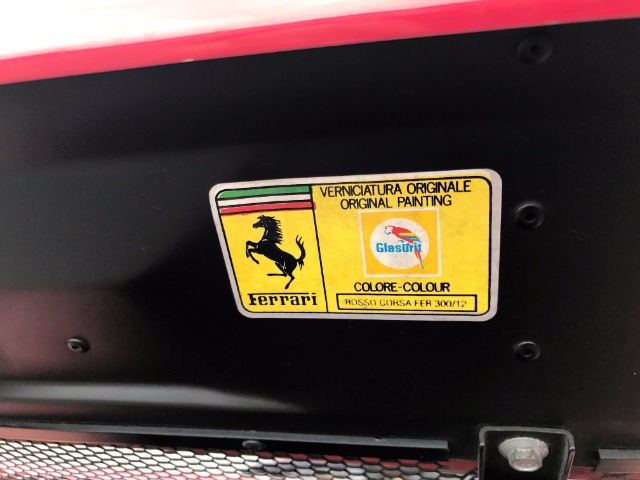 VERNICIATURA ORIGINALE
ORIGINAL PAINTING
Glasurit
COLORE-COLOUR
Ferrari
ROSSO CORSA FER 300/12